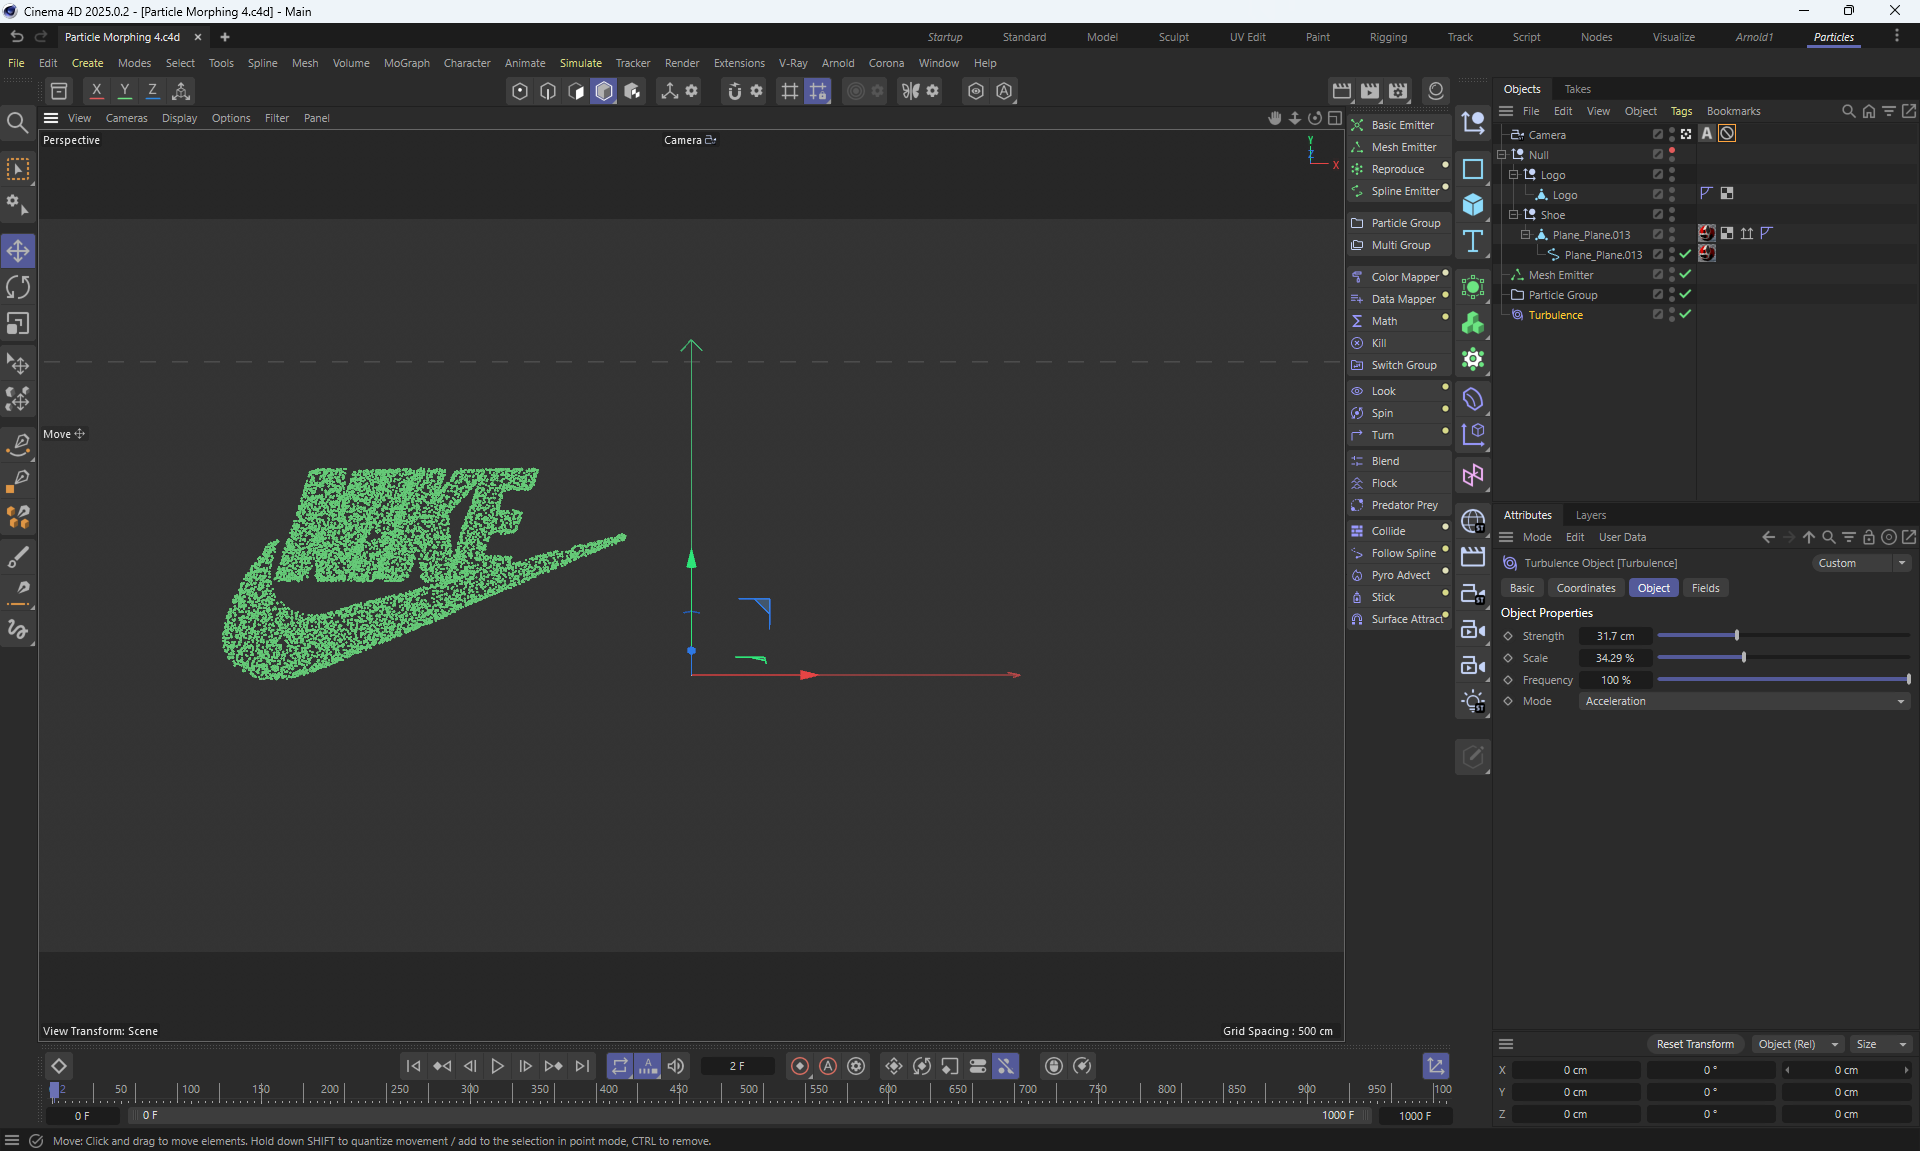 Cinema 4D 2025.0.2 - [Particle Morphing 4.c4d] - Main
Particle Morphing 4.c4d
Startup Standard Model Sculpt UV Edit Paint Rigging Track Script Nodes Visualize Arnold1 Particles
File Edit Create Modes Select Tools Spline Mesh Volume MoGraph Character Animate Simulate Tracker Render Extensions V-Ray Arnold Corona Window Help
X Y Z
View Cameras Display Options Filter Panel
Perspective
Camera
Y
Z
X
Move
NIKE
View Transform: Scene
Grid Spacing : 500 cm
Basic Emitter
Mesh Emitter
Reproduce
Spline Emitter
Particle Group
Multi Group
Color Mapper
Data Mapper
Math
Kill
Switch Group
Look
Spin
Turn
Blend
Flock
Predator Prey
Collide
Follow Spline
Pyro Advect
Stick
Surface Attract
Objects Takes
File Edit View Object Tags Bookmarks
Camera
Null
Logo
Logo
Shoe
Plane_Plane.013
Plane_Plane.013
Mesh Emitter
Particle Group
Turbulence
Attributes Layers
Mode Edit User Data
Turbulence Object [Turbulence]
Custom
Basic Coordinates Object Fields
Object Properties
Strength 31.7 cm
Scale 34.29 %
Frequency 100 %
Mode Acceleration
Reset Transform Object (Rel) Size
X 0 cm 0 ° 0 cm
Y 0 cm 0 ° 0 cm
Z 0 cm 0 ° 0 cm
2 F
2 50 100 150 200 250 300 350 400 450 500 550 600 650 700 750 800 850 900 950 100
0 F 0 F 1000 F 1000 F
Move: Click and drag to move elements. Hold down SHIFT to quantize movement / add to the selection in point mode, CTRL to remove.